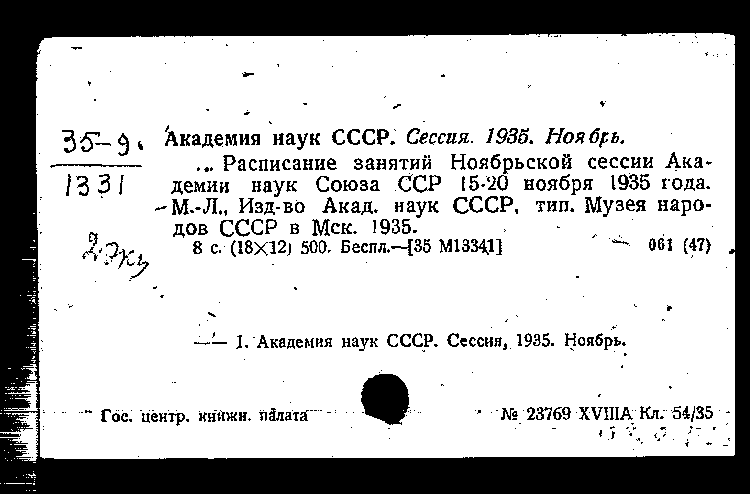 35-9
1331
2 экз
Академия наук СССР. Сессия. 1935. Ноябрь.
... Расписание занятий Ноябрьской сессии Ака-
демии наук Союза ССР 15-20 ноября 1935 года.
—М.-Л., Изд-во Акад. наук СССР, тип. Музея наро-
дов СССР в Мск. 1935.
8 с. (18×12) 500. Беспл.—[35 М13341] — 061 (47)
—— 1. Академия наук СССР. Сессия, 1935. Ноябрь.
Гос. центр. книжн. палата № 23769 XVIIIA Кл. 54/35